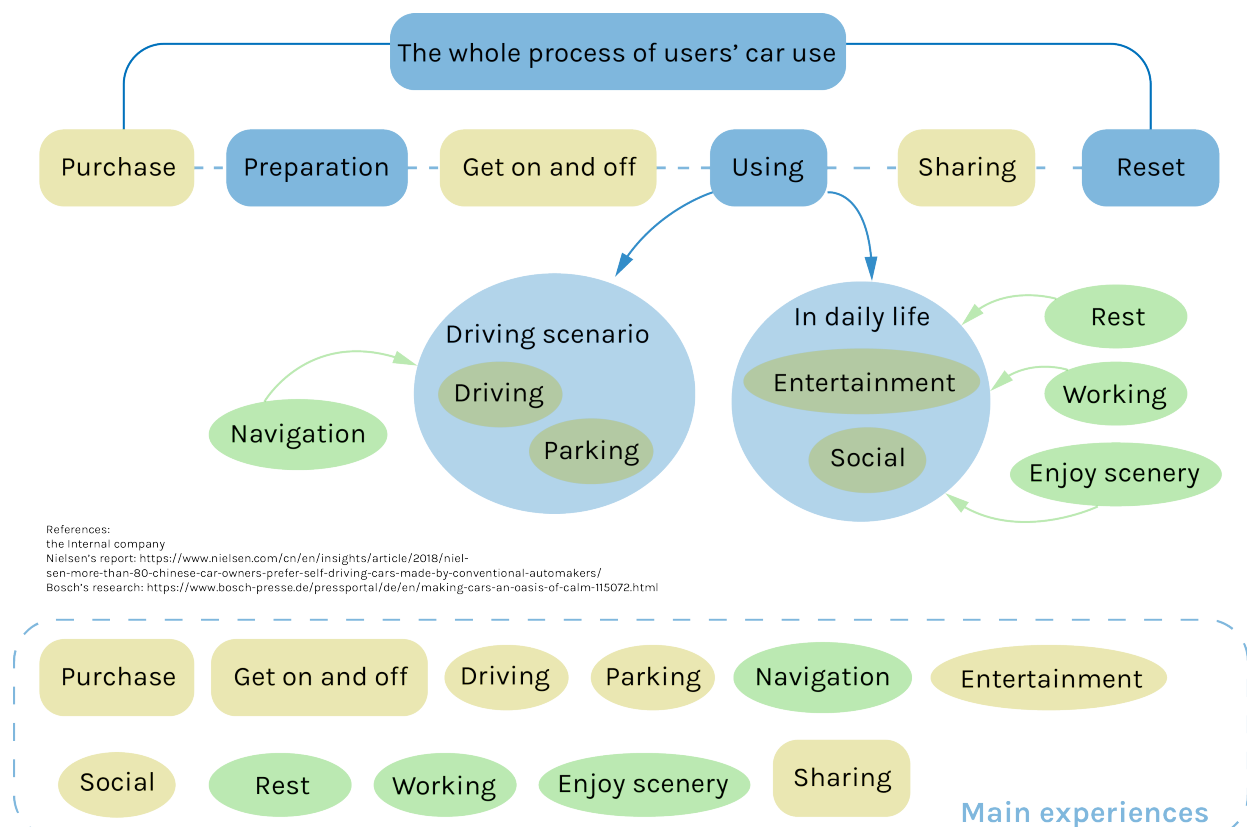 The whole process of users’ car use
Purchase
Preparation
Get on and off
Using
Sharing
Reset
Driving scenario
Driving
Parking
Navigation
In daily life
Entertainment
Social
Rest
Working
Enjoy scenery
References:
the Internal company
Nielsen’s report: https://www.nielsen.com/cn/en/insights/article/2018/niel-
sen-more-than-80-chinese-car-owners-prefer-self-driving-cars-made-by-conventional-automakers/
Bosch’s research: https://www.bosch-presse.de/pressportal/de/en/making-cars-an-oasis-of-calm-115072.html
Purchase
Get on and off
Driving
Parking
Navigation
Entertainment
Social
Rest
Working
Enjoy scenery
Sharing
Main experiences